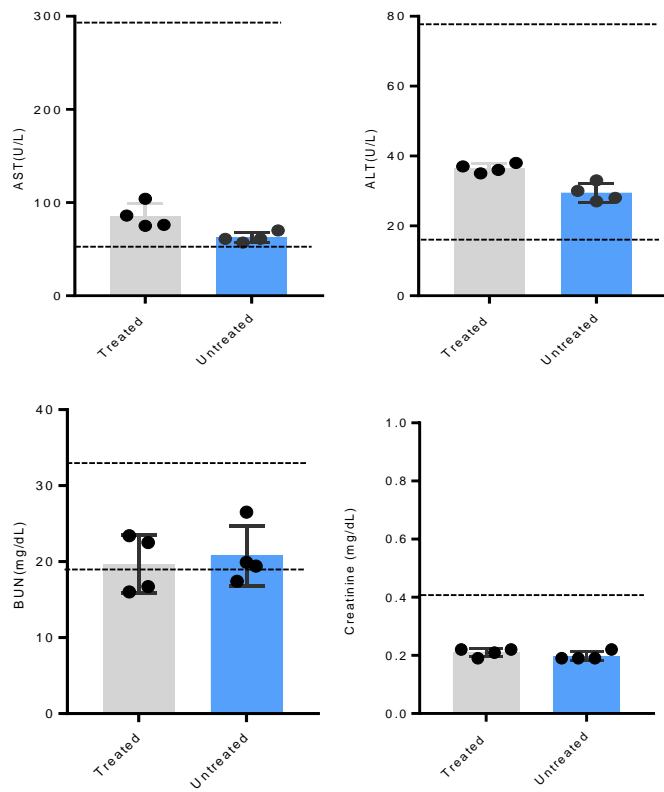 AST(U/L)
300
200
100
0
Treated
Untreated
ALT(U/L)
80
60
40
20
0
Treated
Untreated
BUN(mg/dL)
40
30
20
10
0
Treated
Untreated
Creatinine (mg/dL)
1.0
0.8
0.6
0.4
0.2
0.0
Treated
Untreated